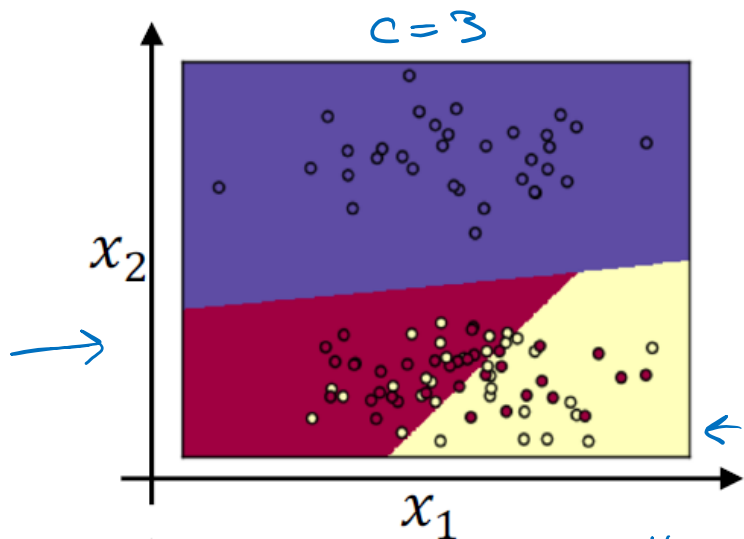 C = 3
x₂
x₁